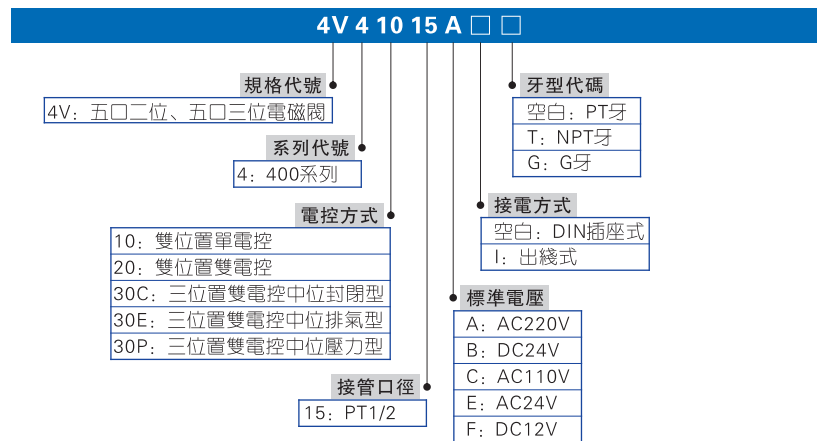 4V 4 10 15 A □ □
規格代號
4V：五口二位、五口三位電磁閥
系列代號
4：400系列
電控方式
10：雙位置單電控
20：雙位置雙電控
30C：三位置雙電控中位封閉型
30E：三位置雙電控中位排氣型
30P：三位置雙電控中位壓力型
接管口徑
15：PT1/2
牙型代碼
空白：PT牙
T：NPT牙
G：G牙
接電方式
空白：DIN插座式
I：出綫式
標準電壓
A：AC220V
B：DC24V
C：AC110V
E：AC24V
F：DC12V